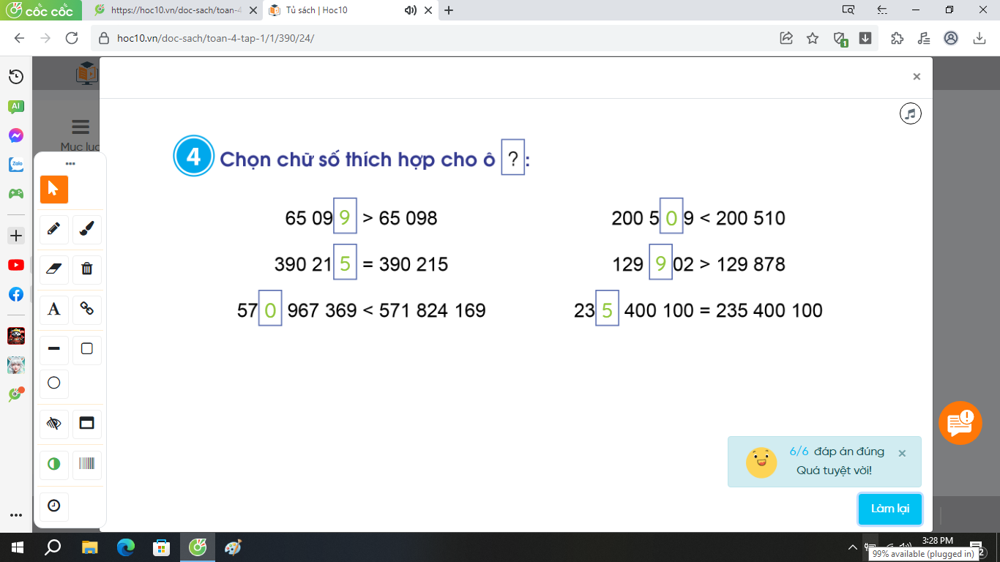 cốc cốc
https://hoc10.vn/doc-sach/toan-4
Tủ sách | Hoc10
hoc10.vn/doc-sach/toan-4-tap-1/1/390/24/
1
AI
Zalo
Mục lục
4 Chọn chữ số thích hợp cho ô ? :
65 099 > 65 098
200 509 < 200 510
390 215 = 390 215
129 902 > 129 878
570 967 369 < 571 824 169
235 400 100 = 235 400 100
A
6/6 đáp án đúng
Quá tuyệt vời!
Làm lại
3:28 PM
99% available (plugged in)
2